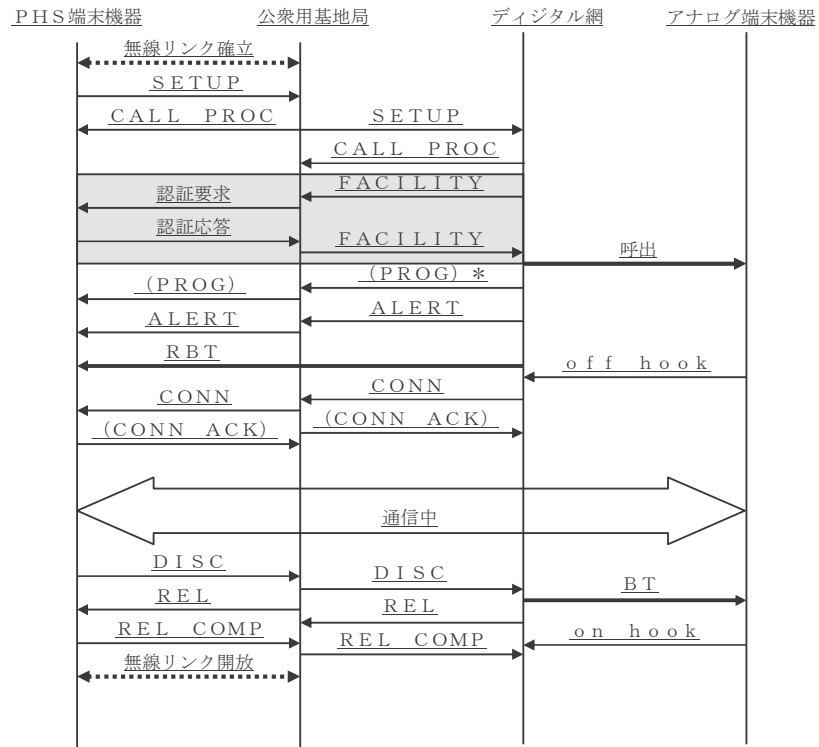 ＰＨＳ端末機器 公衆用基地局 ディジタル網 アナログ端末機器
無線リンク確立
ＳＥＴＵＰ
ＣＡＬＬ　ＰＲＯＣ ＳＥＴＵＰ
ＣＡＬＬ　ＰＲＯＣ
ＦＡＣＩＬＩＴＹ
認証要求
認証応答
ＦＡＣＩＬＩＴＹ
呼出
（ＰＲＯＧ）＊
（ＰＲＯＧ）
ＡＬＥＲＴ
ＡＬＥＲＴ
ＲＢＴ
ｏｆｆ　ｈｏｏｋ
ＣＯＮＮ
ＣＯＮＮ
（ＣＯＮＮ　ＡＣＫ）
（ＣＯＮＮ　ＡＣＫ）
通信中
ＤＩＳＣ
ＤＩＳＣ
ＢＴ
ＲＥＬ
ＲＥＬ
ＲＥＬ　ＣＯＭＰ
ｏｎ　ｈｏｏｋ
ＲＥＬ　ＣＯＭＰ
無線リンク開放